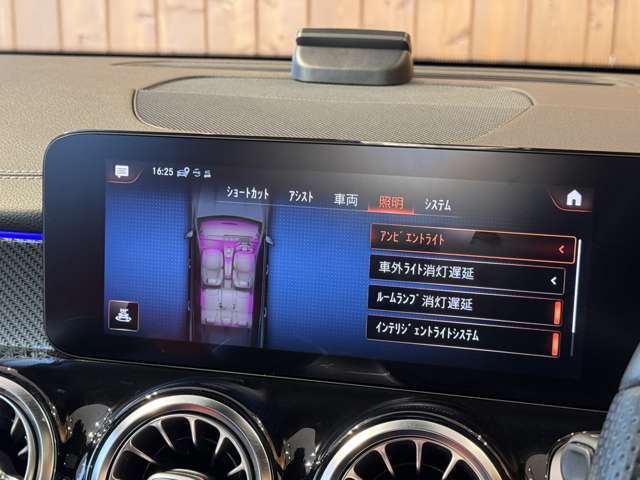 16:25
ショートカット アシスト 車両 照明 システム
アンビエントライト
車外ライト消灯遅延
ルームランプ消灯遅延
インテリジェントライトシステム